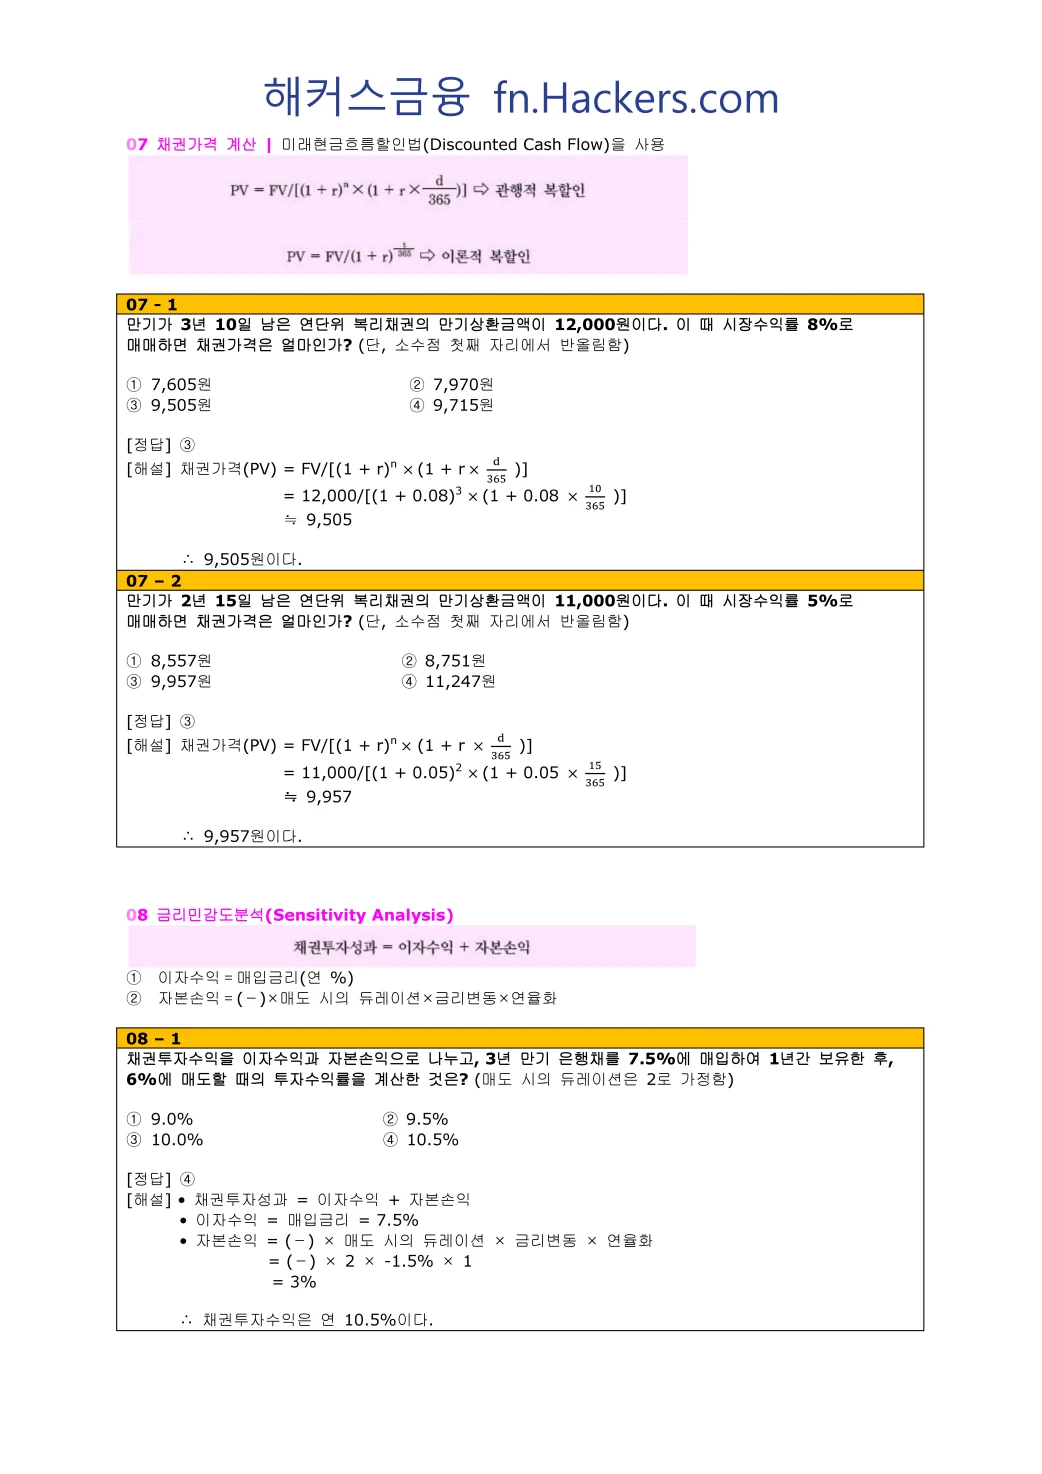 해커스금융 fn.Hackers.com
07 채권가격 계산 | 미래현금흐름할인법(Discounted Cash Flow)을 사용
PV = FV/[(1 + r)ⁿ × (1 + r × d/365)] ⇨ 관행적 복할인
PV = FV/(1 + r)^(t/365) ⇨ 이론적 복할인
07 - 1
만기가 3년 10일 남은 연단위 복리채권의 만기상환금액이 12,000원이다. 이 때 시장수익률 8%로
매매하면 채권가격은 얼마인가? (단, 소수점 첫째 자리에서 반올림함)
① 7,605원 ② 7,970원
③ 9,505원 ④ 9,715원
[정답] ③
[해설] 채권가격(PV) = FV/[(1 + r)ⁿ × (1 + r × d/365 )]
= 12,000/[(1 + 0.08)³ × (1 + 0.08 × 10/365 )]
≒ 9,505
∴ 9,505원이다.
07 – 2
만기가 2년 15일 남은 연단위 복리채권의 만기상환금액이 11,000원이다. 이 때 시장수익률 5%로
매매하면 채권가격은 얼마인가? (단, 소수점 첫째 자리에서 반올림함)
① 8,557원 ② 8,751원
③ 9,957원 ④ 11,247원
[정답] ③
[해설] 채권가격(PV) = FV/[(1 + r)ⁿ × (1 + r × d/365 )]
= 11,000/[(1 + 0.05)² × (1 + 0.05 × 15/365 )]
≒ 9,957
∴ 9,957원이다.
08 금리민감도분석(Sensitivity Analysis)
채권투자성과 = 이자수익 + 자본손익
① 이자수익 = 매입금리(연 %)
② 자본손익 = (－)×매도 시의 듀레이션×금리변동×연율화
08 – 1
채권투자수익을 이자수익과 자본손익으로 나누고, 3년 만기 은행채를 7.5%에 매입하여 1년간 보유한 후,
6%에 매도할 때의 투자수익률을 계산한 것은? (매도 시의 듀레이션은 2로 가정함)
① 9.0% ② 9.5%
③ 10.0% ④ 10.5%
[정답] ④
[해설] • 채권투자성과 = 이자수익 + 자본손익
• 이자수익 = 매입금리 = 7.5%
• 자본손익 = (－) × 매도 시의 듀레이션 × 금리변동 × 연율화
= (－) × 2 × -1.5% × 1
= 3%
∴ 채권투자수익은 연 10.5%이다.